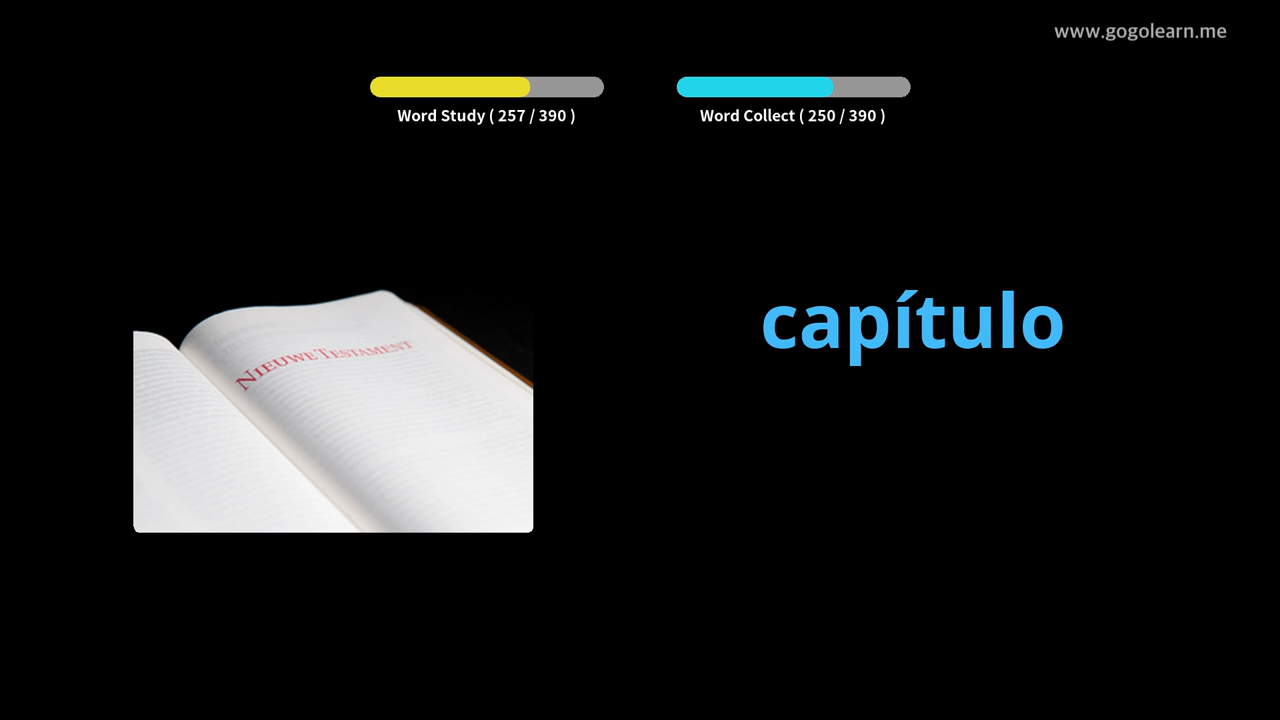 www.gogolearn.me
Word Study ( 257 / 390 )
Word Collect ( 250 / 390 )
capítulo
NIEUWE TESTAMENT